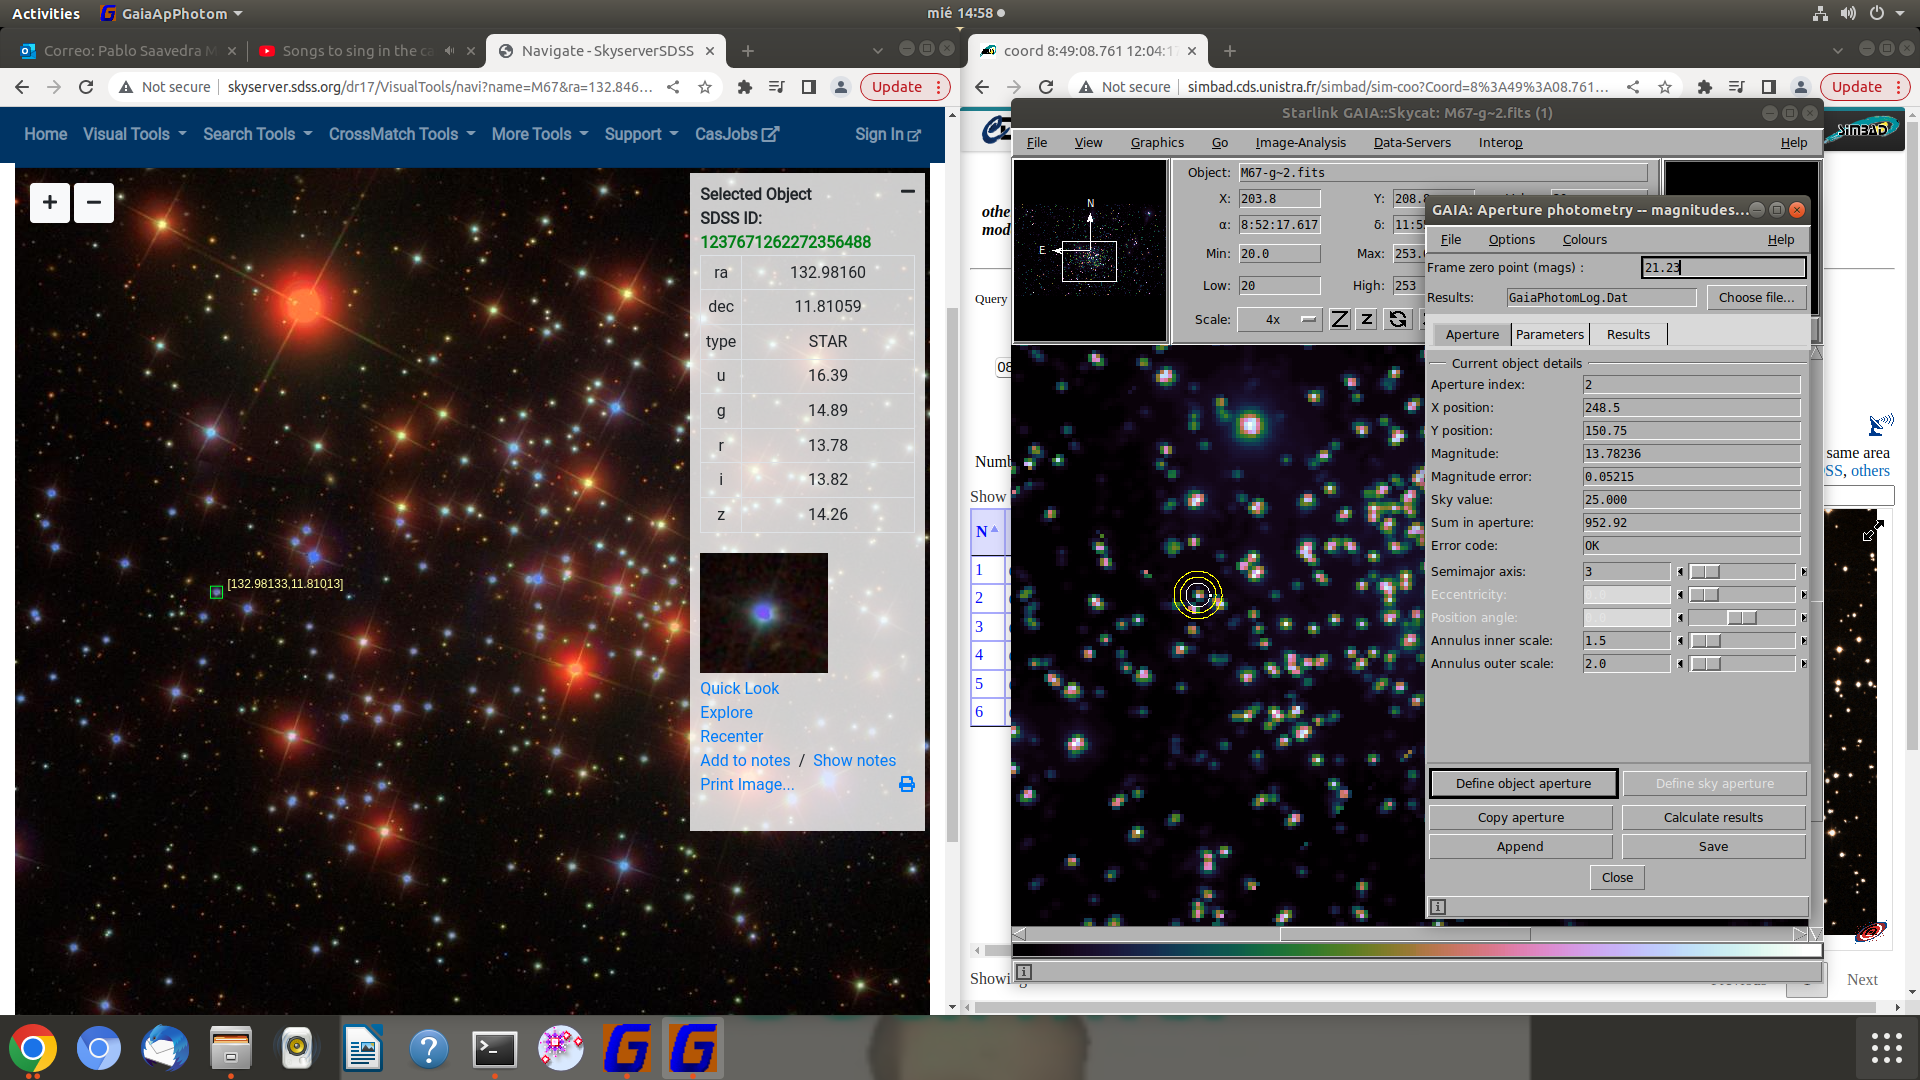 Activities
GaiaApPhotom
mié 14:58
Correo: Pablo Saavedra M
Songs to sing in the ca
Navigate - SkyserverSDSS
coord 8:49:08.761 12:04:1
Not secure
skyserver.sdss.org/dr17/VisualTools/navi?name=M67&ra=132.846...
Update
Not secure
simbad.cds.unistra.fr/simbad/sim-coo?Coord=8%3A49%3A08.761...
Update
Home
Visual Tools
Search Tools
CrossMatch Tools
More Tools
Support
CasJobs
Sign In
Selected Object
SDSS ID:
1237671262272356488
ra 132.98160
dec 11.81059
type STAR
u 16.39
g 14.89
r 13.78
i 13.82
z 14.26
Quick Look
Explore
Recenter
Add to notes / Show notes
Print Image...
[132.98133,11.81013]
Starlink GAIA::Skycat: M67-g~2.fits (1)
File View Graphics Go Image-Analysis Data-Servers Interop Help
Object: M67-g~2.fits
X: 203.8 Y: 208.
α: 8:52:17.617 δ: 11:5
Min: 20.0 Max: 253.
Low: 20 High: 253
Scale: 4x Z z
N
E
SIMBAD
othe
mod
Query
08
Numb
same area
SS, others
Show
N
1
2
3
4
5
6
Showing
Next
GAIA: Aperture photometry -- magnitudes...
File Options Colours Help
Frame zero point (mags) : 21.23
Results: GaiaPhotomLog.Dat Choose file...
Aperture Parameters Results
Current object details
Aperture index: 2
X position: 248.5
Y position: 150.75
Magnitude: 13.78236
Magnitude error: 0.05215
Sky value: 25.000
Sum in aperture: 952.92
Error code: OK
Semimajor axis: 3
Eccentricity: 0.0
Position angle: 0.0
Annulus inner scale: 1.5
Annulus outer scale: 2.0
Define object aperture Define sky aperture
Copy aperture Calculate results
Append Save
Close